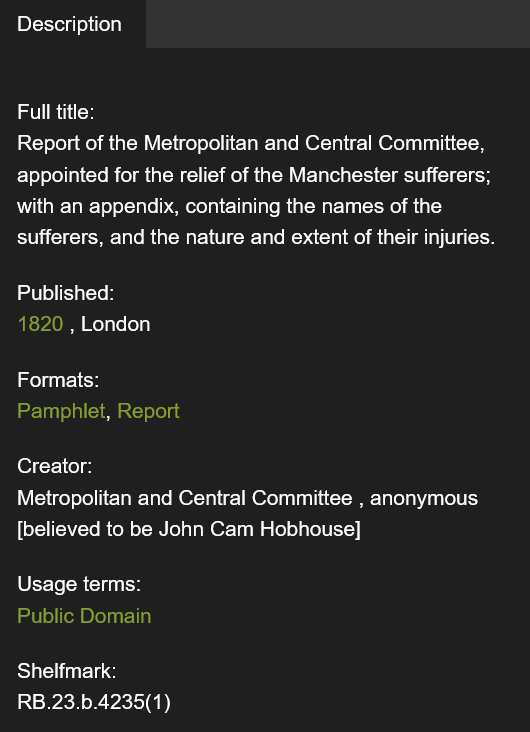 Description
Full title:
Report of the Metropolitan and Central Committee,
appointed for the relief of the Manchester sufferers;
with an appendix, containing the names of the
sufferers, and the nature and extent of their injuries.
Published:
1820 , London
Formats:
Pamphlet, Report
Creator:
Metropolitan and Central Committee , anonymous
[believed to be John Cam Hobhouse]
Usage terms:
Public Domain
Shelfmark:
RB.23.b.4235(1)